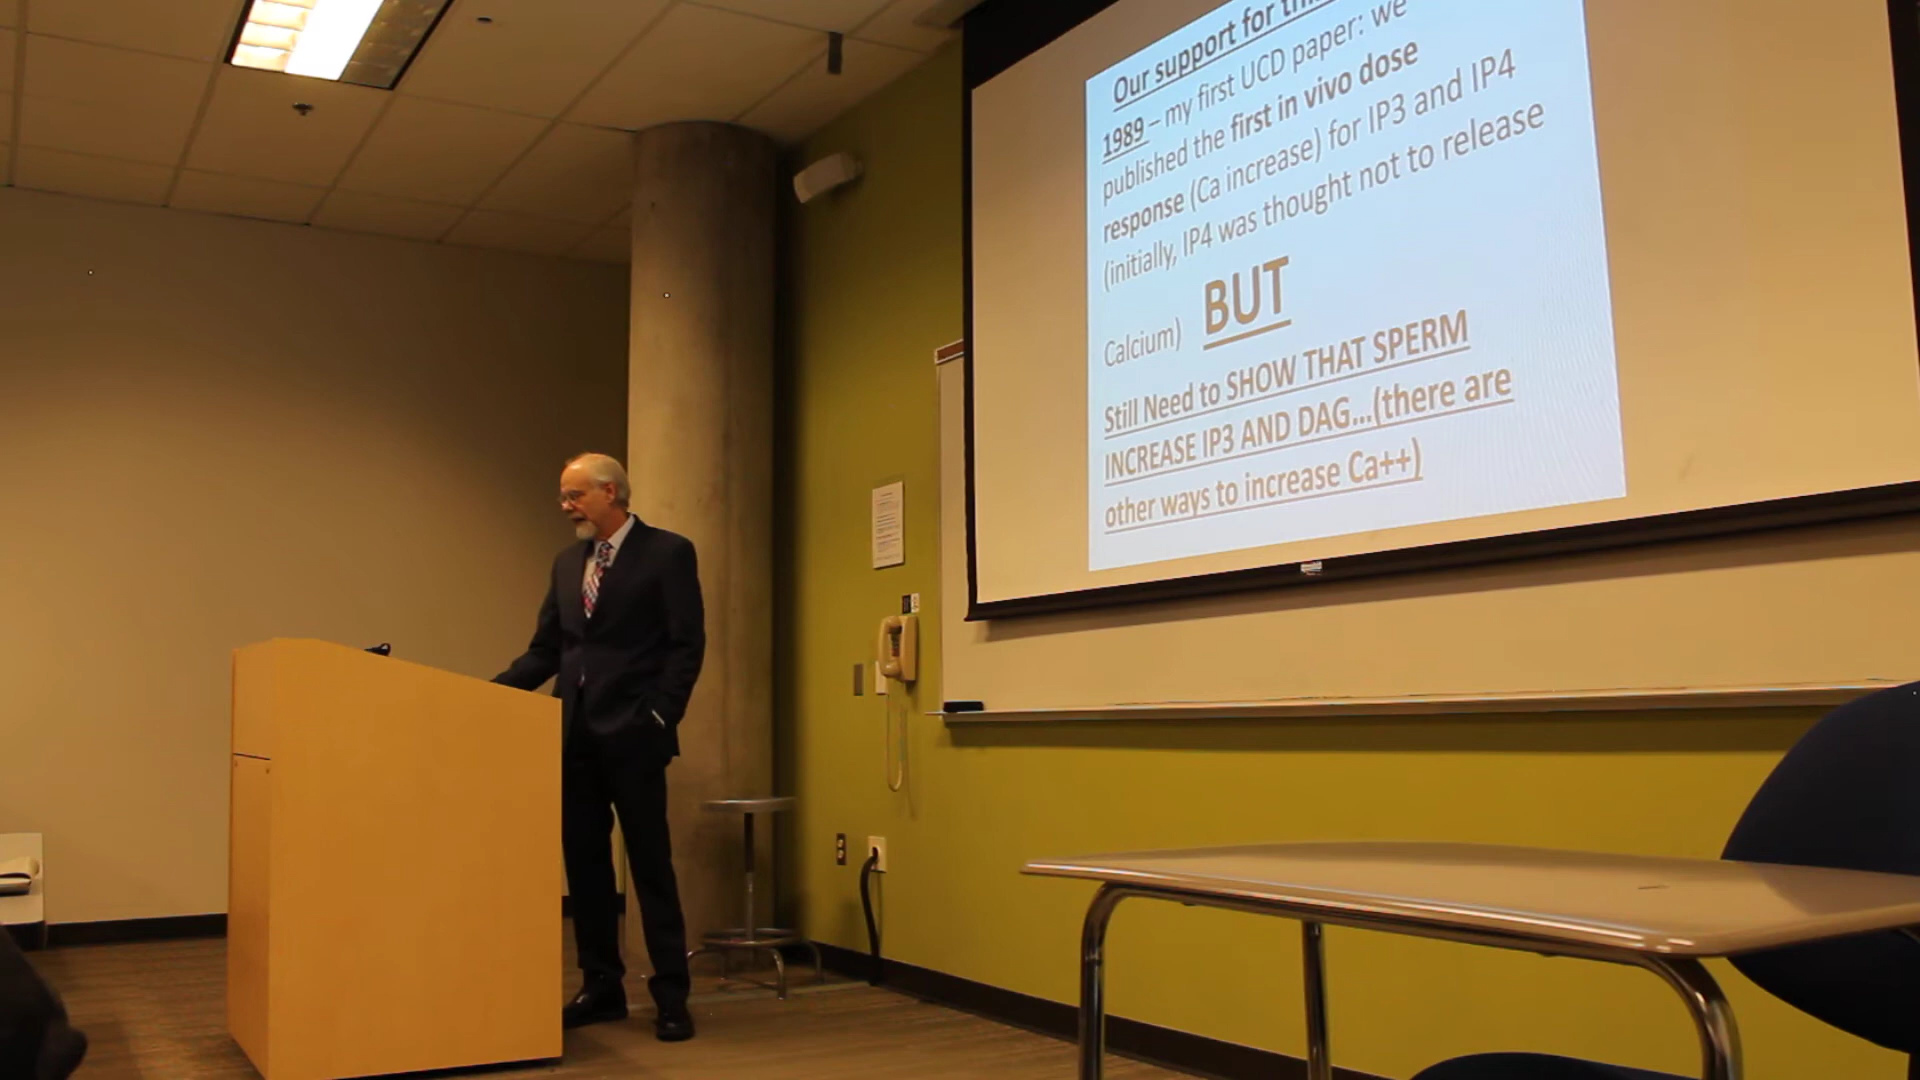 Our support for this
1989 – my first UCD paper: we
published the first in vivo dose
response (Ca increase) for IP3 and IP4
(initially, IP4 was thought not to release
Calcium) BUT
Still Need to SHOW THAT SPERM
INCREASE IP3 AND DAG...(there are
other ways to increase Ca++)